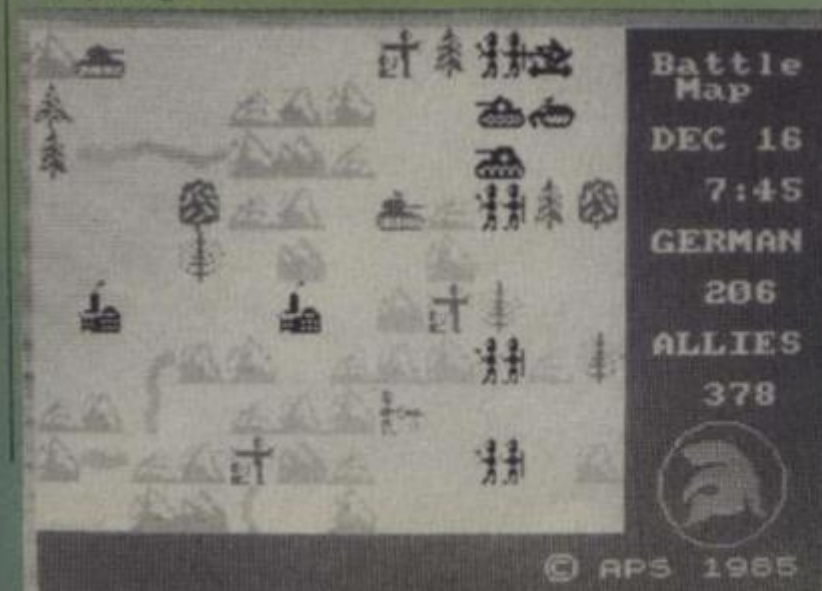 Battle
Map
DEC 16
7:45
GERMAN
206
ALLIES
378
© APS 1985